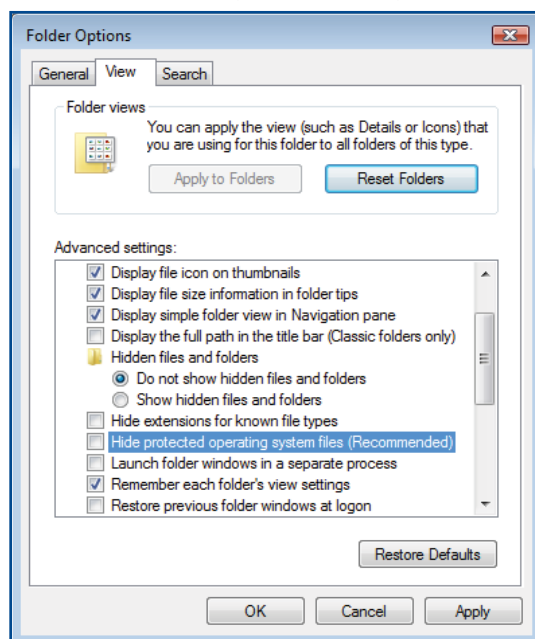 Folder Options
General
View
Search
Folder views
You can apply the view (such as Details or Icons) that
you are using for this folder to all folders of this type.
Apply to Folders
Reset Folders
Advanced settings:
Display file icon on thumbnails
Display file size information in folder tips
Display simple folder view in Navigation pane
Display the full path in the title bar (Classic folders only)
Hidden files and folders
Do not show hidden files and folders
Show hidden files and folders
Hide extensions for known file types
Hide protected operating system files (Recommended)
Launch folder windows in a separate process
Remember each folder's view settings
Restore previous folder windows at logon
Restore Defaults
OK
Cancel
Apply